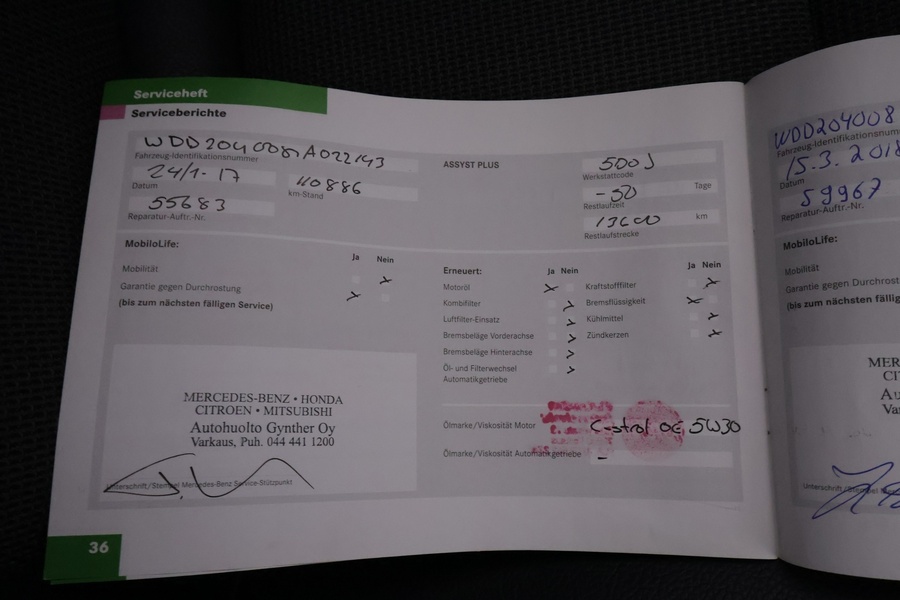 Serviceheft
Serviceberichte
Fahrzeug-Identifikationsnummer
24/1-17
Datum
110886
km-Stand
55683
Reparatur-Auftr.-Nr.
MobiloLife:
Ja Nein
Mobilität
Garantie gegen Durchrostung
(bis zum nächsten fälligen Service)
MERCEDES-BENZ • HONDA
CITROEN • MITSUBISHI
Autohuolto Gynther Oy
Varkaus, Puh. 044 441 1200
Unterschrift/Stempel Mercedes-Benz Service-Stützpunkt
36
ASSYST PLUS
Werkstattcode
-50 Tage
Restlaufzeit
13600 km
Restlaufstrecke
Erneuert: Ja Nein Ja Nein
Motoröl Kraftstofffilter
Kombifilter Bremsflüssigkeit
Luftfilter-Einsatz Kühlmittel
Bremsbeläge Vorderachse Zündkerzen
Bremsbeläge Hinterachse
Öl- und Filterwechsel
Automatikgetriebe
Ölmarke/Viskosität Motor 5W30
Ölmarke/Viskosität Automatikgetriebe -
WDD204008
Fahrzeug-Identifikationsnum
15.3.2018
Datum
59967
Reparatur-Auftr.-Nr.
MobiloLife:
Mobilität
Garantie gegen Durchrost
(bis zum nächsten fällig
MER
Unterschrift/Stempel